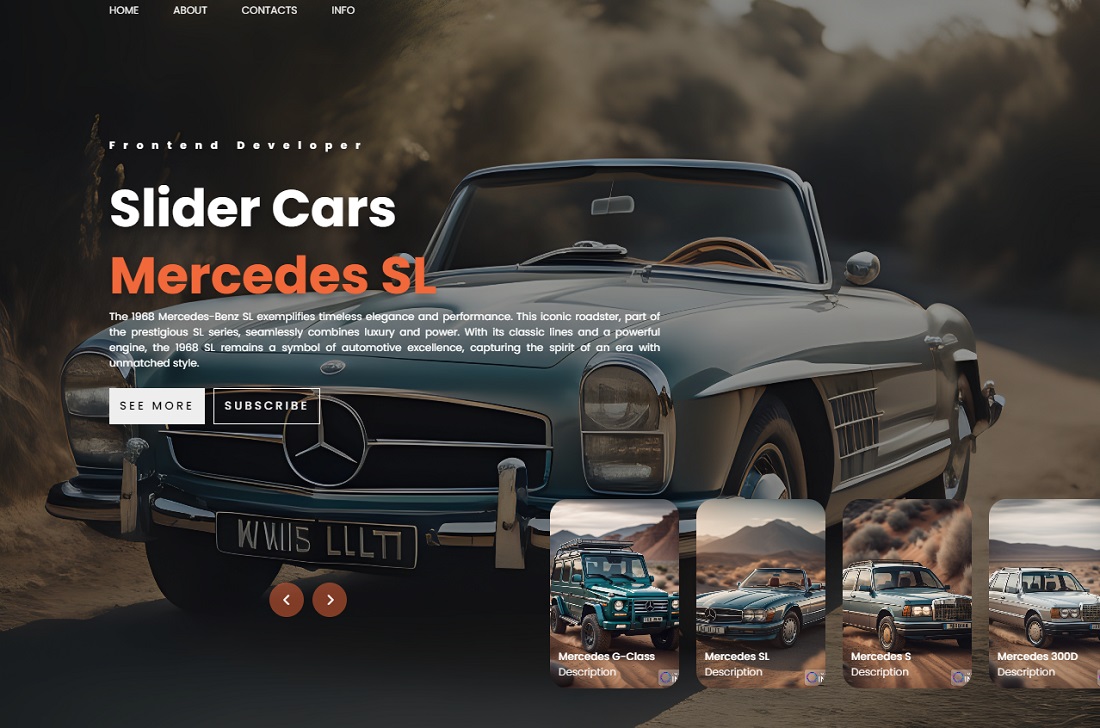 HOME ABOUT CONTACTS INFO
Frontend Developer
Slider Cars
Mercedes SL
The 1968 Mercedes-Benz SL exemplifies timeless elegance and performance. This iconic roadster, part of
the prestigious SL series, seamlessly combines luxury and power. With its classic lines and a powerful
engine, the 1968 SL remains a symbol of automotive excellence, capturing the spirit of an era with
unmatched style.
SEE MORE SUBSCRIBE
Mercedes G-Class
Description
Mercedes SL
Description
Mercedes S
Description
Mercedes 300D
Description